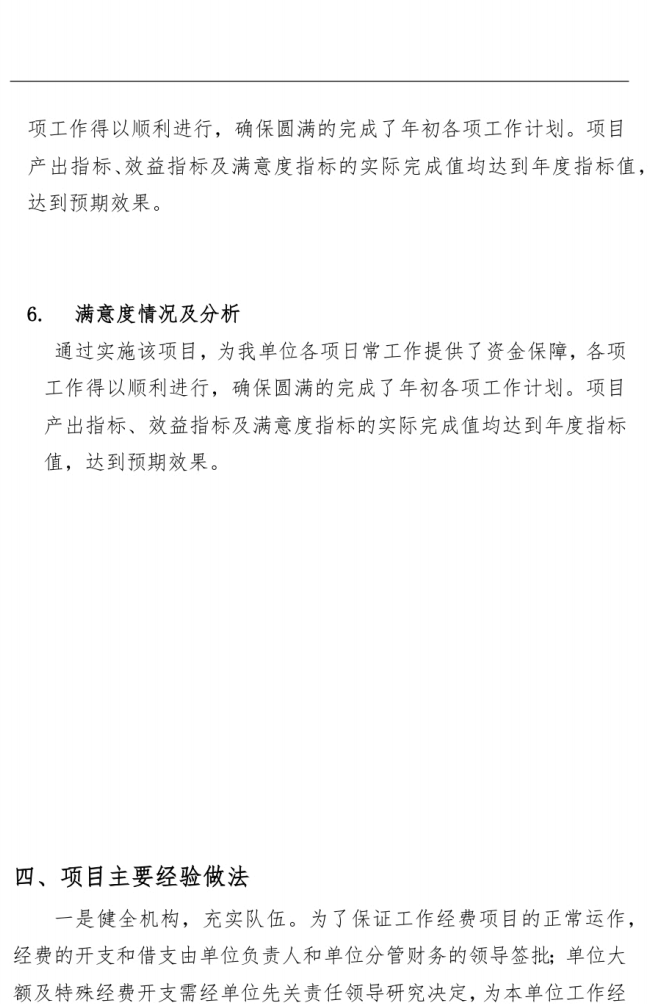 项工作得以顺利进行，确保圆满的完成了年初各项工作计划。项目
产出指标、效益指标及满意度指标的实际完成值均达到年度指标值，
达到预期效果。
6. 满意度情况及分析
通过实施该项目，为我单位各项日常工作提供了资金保障，各项
工作得以顺利进行，确保圆满的完成了年初各项工作计划。项目
产出指标、效益指标及满意度指标的实际完成值均达到年度指标
值，达到预期效果。
四、项目主要经验做法
一是健全机构，充实队伍。为了保证工作经费项目的正常运作，
经费的开支和借支由单位负责人和单位分管财务的领导签批；单位大
额及特殊经费开支需经单位先关责任领导研究决定，为本单位工作经